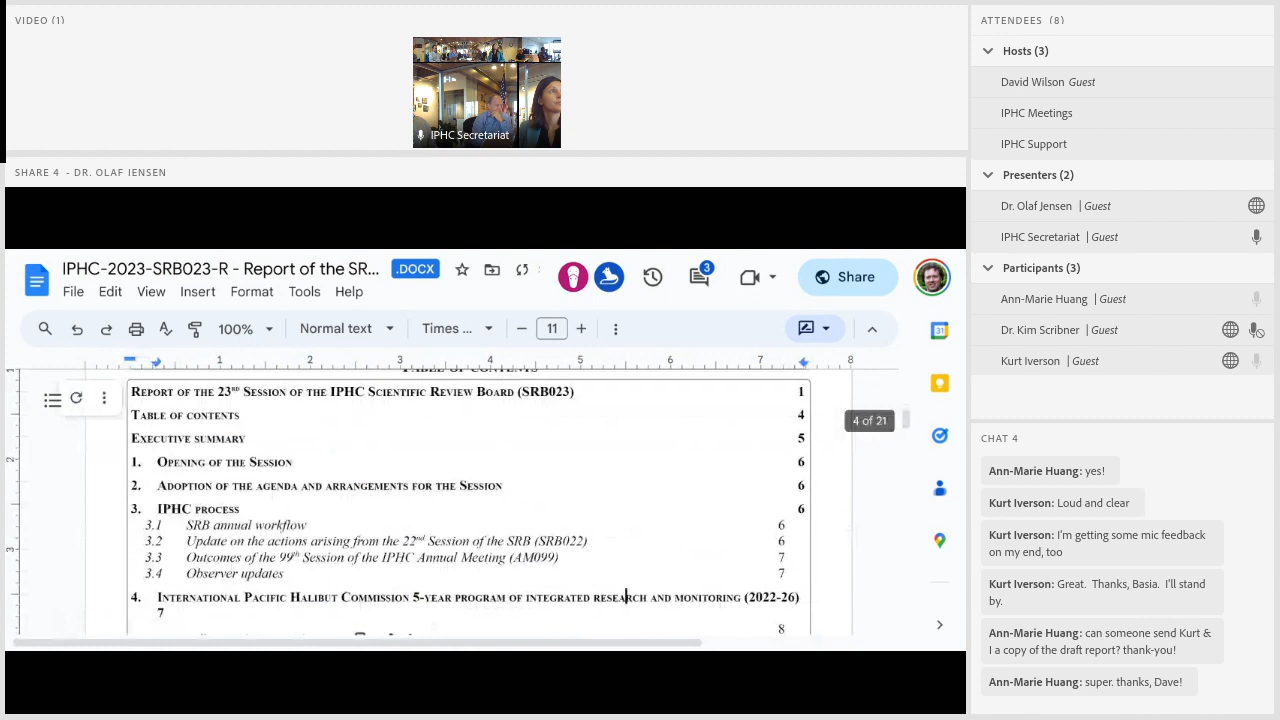 VIDEO (1)
IPHC Secretariat
SHARE 4 - DR. OLAF JENSEN
IPHC-2023-SRB023-R - Report of the SR...
.DOCX
3
Share
File Edit View Insert Format Tools Help
100%
Normal text
Times ...
11
31
1 2 3 4 5 6 7 8
TABLE OF CONTENTS
REPORT OF THE 23RD SESSION OF THE IPHC SCIENTIFIC REVIEW BOARD (SRB023) 1
TABLE OF CONTENTS 4
EXECUTIVE SUMMARY 5
1. OPENING OF THE SESSION 6
2. ADOPTION OF THE AGENDA AND ARRANGEMENTS FOR THE SESSION 6
3. IPHC PROCESS 6
3.1 SRB annual workflow 6
3.2 Update on the actions arising from the 22nd Session of the SRB (SRB022) 6
3.3 Outcomes of the 99th Session of the IPHC Annual Meeting (AM099) 7
3.4 Observer updates 7
4. INTERNATIONAL PACIFIC HALIBUT COMMISSION 5-YEAR PROGRAM OF INTEGRATED RESEARCH AND MONITORING (2022-26)
7
8
4 of 21
1
2
3
ATTENDEES (8)
Hosts (3)
David Wilson Guest
IPHC Meetings
IPHC Support
Presenters (2)
Dr. Olaf Jensen | Guest
IPHC Secretariat | Guest
Participants (3)
Ann-Marie Huang | Guest
Dr. Kim Scribner | Guest
Kurt Iverson | Guest
CHAT 4
Ann-Marie Huang: yes!
Kurt Iverson: Loud and clear
Kurt Iverson: I'm getting some mic feedback
on my end, too
Kurt Iverson: Great. Thanks, Basia. I'll stand
by.
Ann-Marie Huang: can someone send Kurt &
I a copy of the draft report? thank-you!
Ann-Marie Huang: super. thanks, Dave!